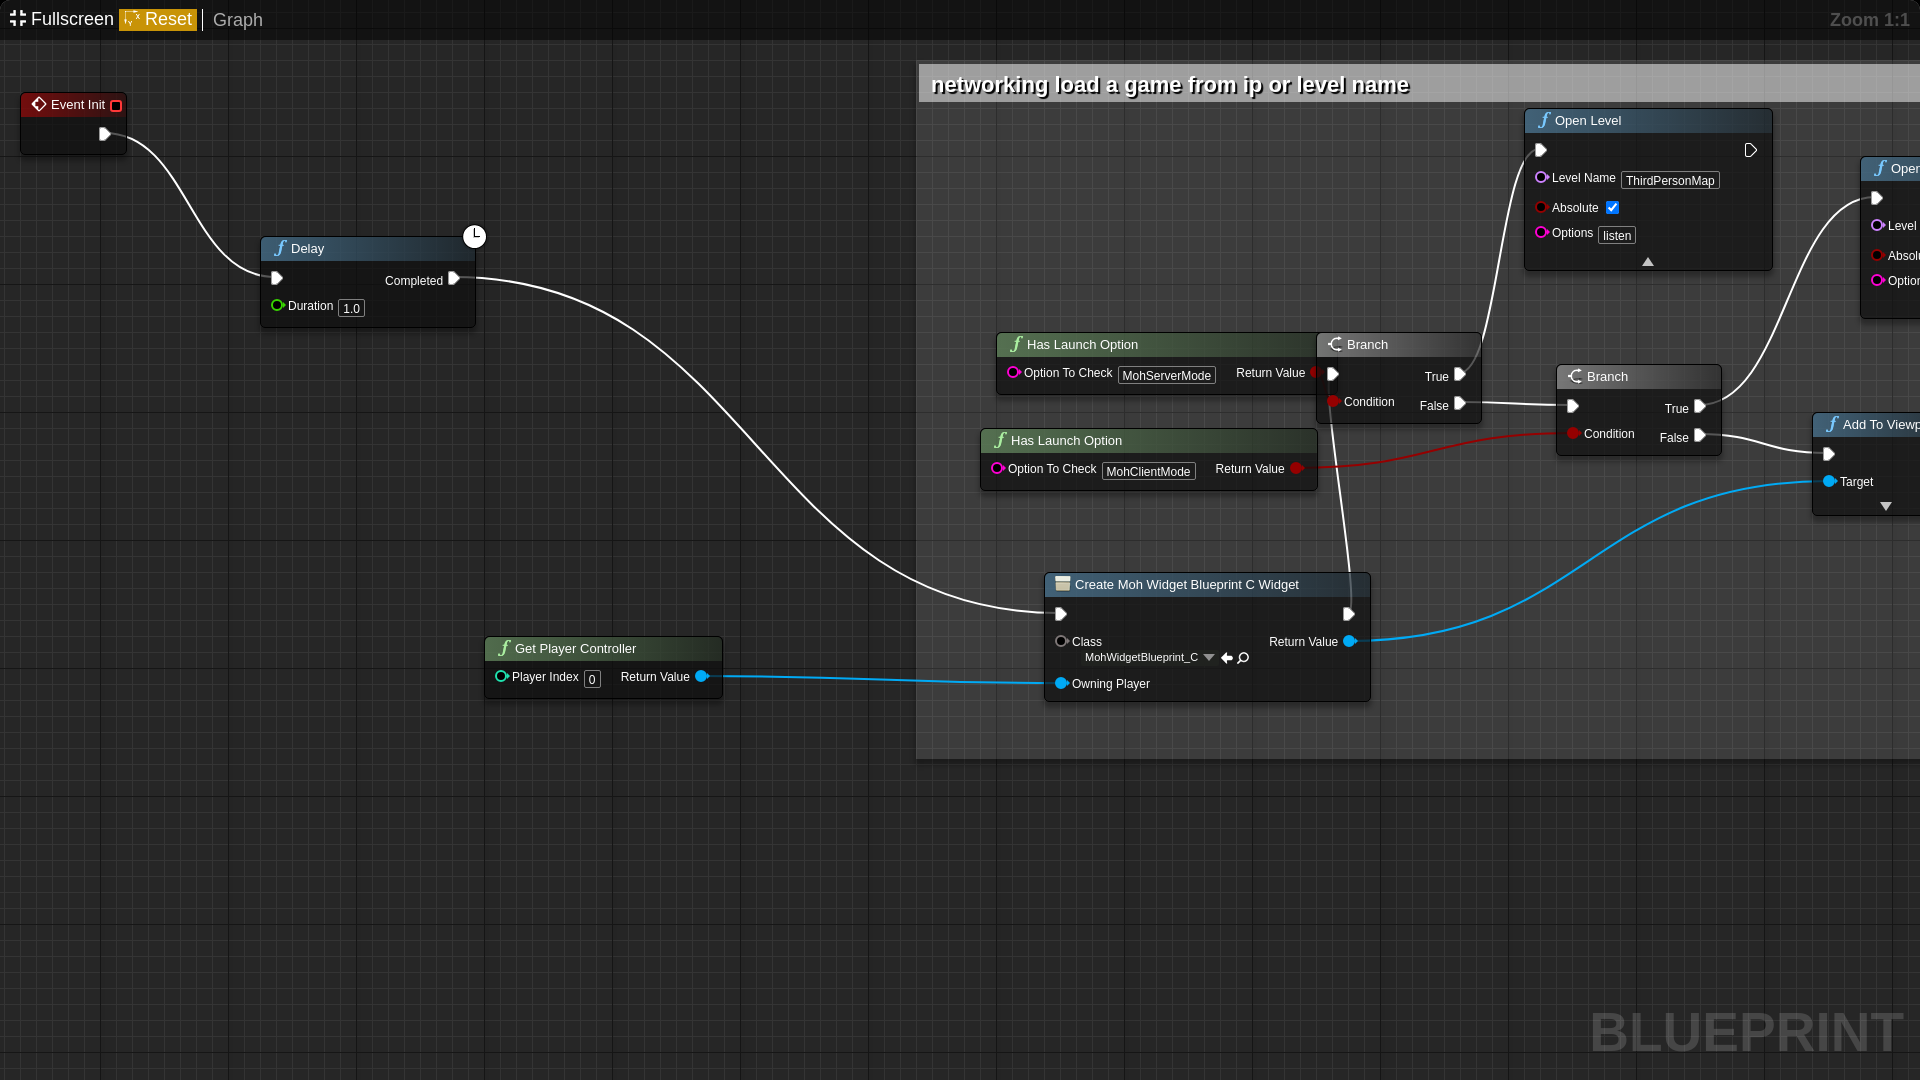 Fullscreen Reset Graph Zoom 1:1
networking load a game from ip or level name
Event Init
Delay
Completed
Duration 1.0
Open Level
Level Name ThirdPersonMap
Absolute
Options listen
Open
Level
Has Launch Option
Option To Check MohServerMode Return Value
Branch
True
Condition False
Has Launch Option
Option To Check MohClientMode Return Value
Branch
True
Condition False
Add To Viewp
Target
Create Moh Widget Blueprint C Widget
Class Return Value
MohWidgetBlueprint_C
Owning Player
Get Player Controller
Player Index 0 Return Value
BLUEPRINT